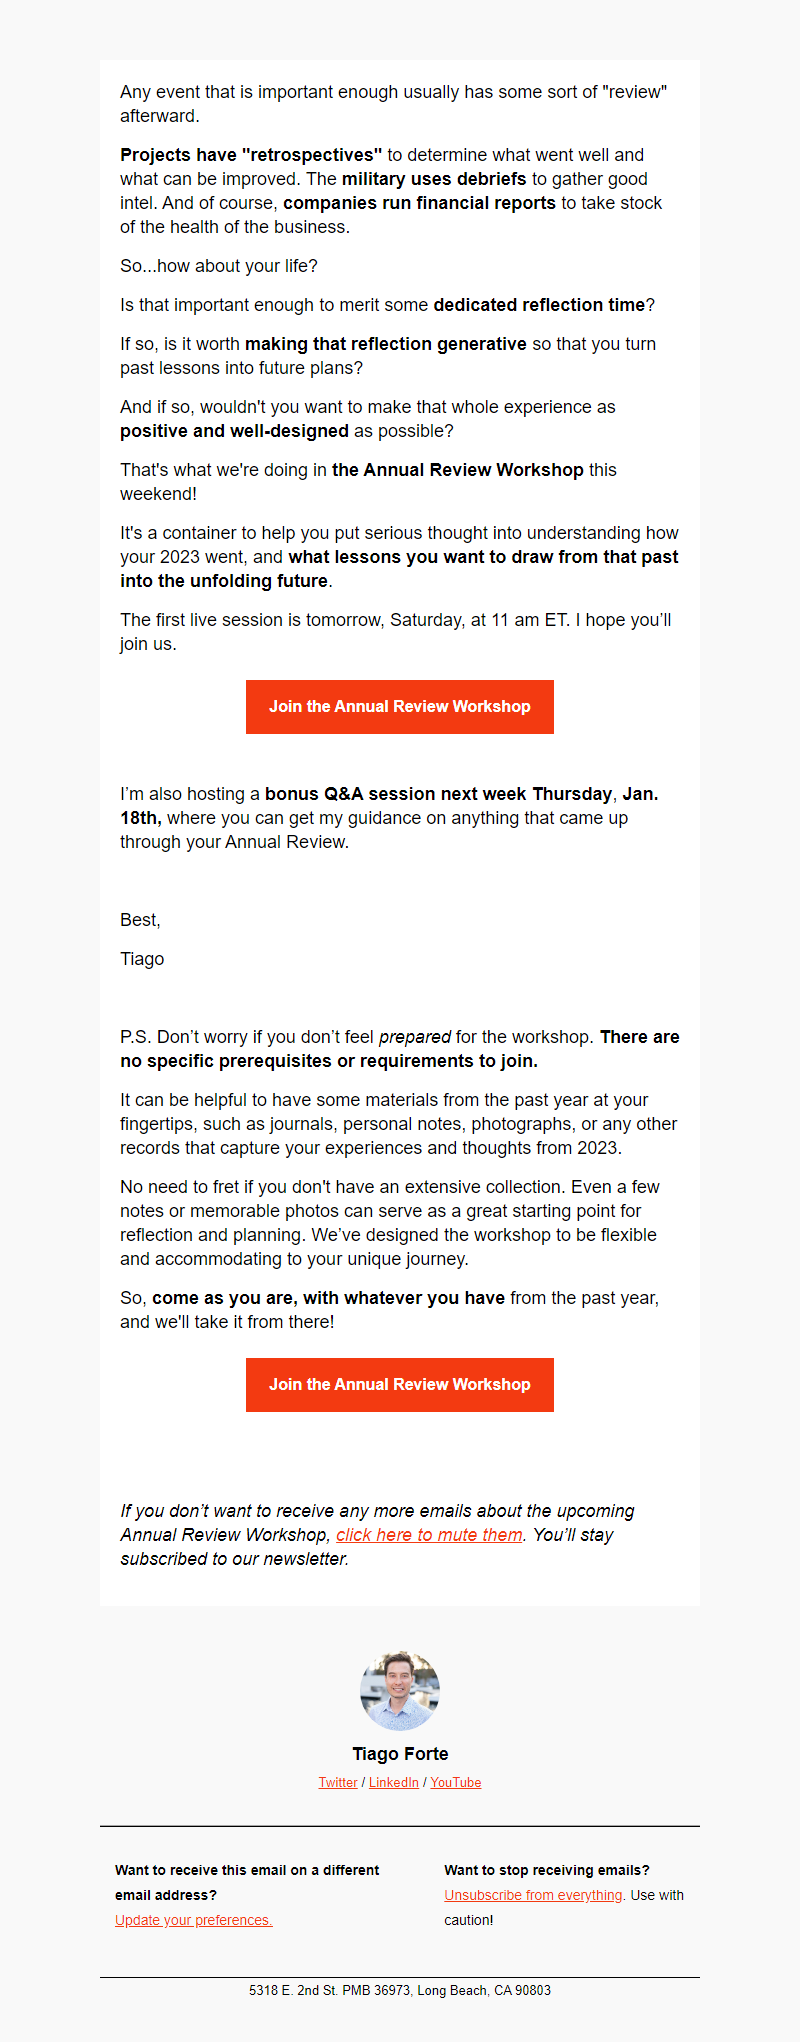 Any event that is important enough usually has some sort of "review"
afterward.
Projects have "retrospectives" to determine what went well and
what can be improved. The military uses debriefs to gather good
intel. And of course, companies run financial reports to take stock
of the health of the business.
So...how about your life?
Is that important enough to merit some dedicated reflection time?
If so, is it worth making that reflection generative so that you turn
past lessons into future plans?
And if so, wouldn't you want to make that whole experience as
positive and well-designed as possible?
That's what we're doing in the Annual Review Workshop this
weekend!
It's a container to help you put serious thought into understanding how
your 2023 went, and what lessons you want to draw from that past
into the unfolding future.
The first live session is tomorrow, Saturday, at 11 am ET. I hope you’ll
join us.
Join the Annual Review Workshop
I’m also hosting a bonus Q&A session next week Thursday, Jan.
18th, where you can get my guidance on anything that came up
through your Annual Review.
Best,
Tiago
P.S. Don’t worry if you don’t feel prepared for the workshop. There are
no specific prerequisites or requirements to join.
It can be helpful to have some materials from the past year at your
fingertips, such as journals, personal notes, photographs, or any other
records that capture your experiences and thoughts from 2023.
No need to fret if you don't have an extensive collection. Even a few
notes or memorable photos can serve as a great starting point for
reflection and planning. We’ve designed the workshop to be flexible
and accommodating to your unique journey.
So, come as you are, with whatever you have from the past year,
and we'll take it from there!
Join the Annual Review Workshop
If you don’t want to receive any more emails about the upcoming
Annual Review Workshop, click here to mute them. You’ll stay
subscribed to our newsletter.
Tiago Forte
Twitter / LinkedIn / YouTube
Want to receive this email on a different
email address?
Update your preferences.
Want to stop receiving emails?
Unsubscribe from everything. Use with
caution!
5318 E. 2nd St. PMB 36973, Long Beach, CA 90803